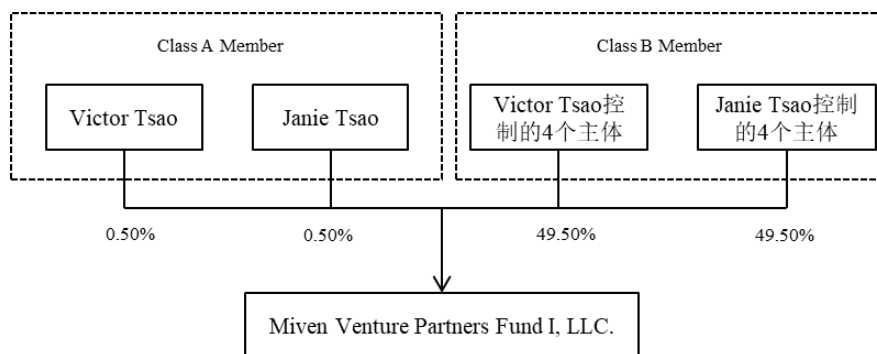 Class A Member
Class B Member
Victor Tsao
Janie Tsao
Victor Tsao控
制的4个主体
Janie Tsao控制
的4个主体
0.50%
0.50%
49.50%
49.50%
Miven Venture Partners Fund I, LLC.